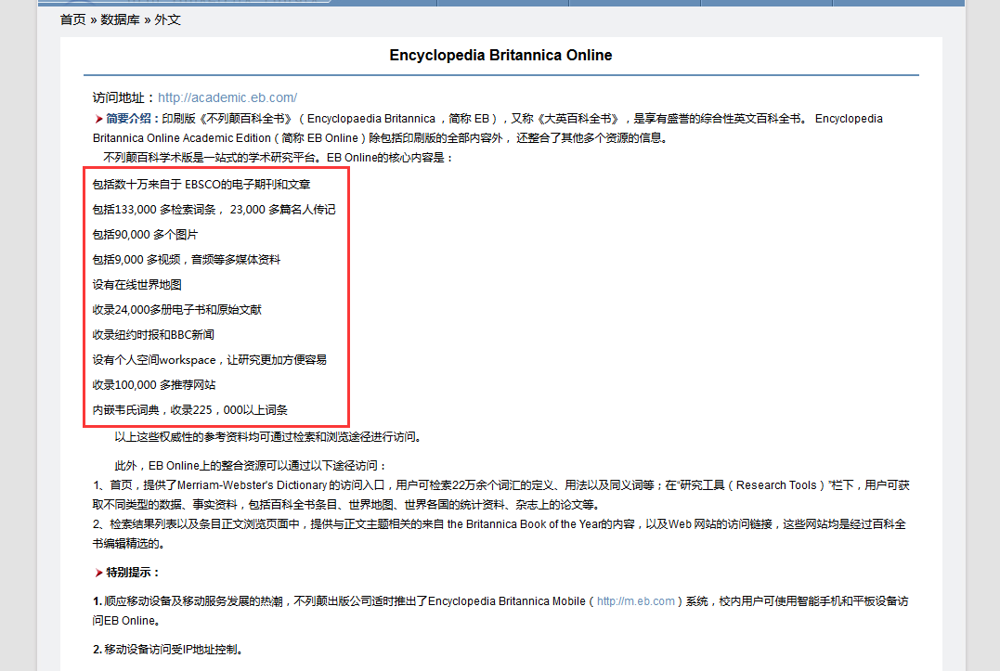 首页 » 数据库 » 外文
Encyclopedia Britannica Online
访问地址：http://academic.eb.com/
简要介绍：印刷版《不列颠百科全书》（Encyclopaedia Britannica ，简称 EB），又称《大英百科全书》，是享有盛誉的综合性英文百科全书。 Encyclopedia
Britannica Online Academic Edition（简称 EB Online）除包括印刷版的全部内容外， 还整合了其他多个资源的信息。
不列颠百科学术版是一站式的学术研究平台。EB Online的核心内容是：
包括数十万来自于 EBSCO的电子期刊和文章
包括133,000 多检索词条， 23,000 多篇名人传记
包括90,000 多个图片
包括9,000 多视频，音频等多媒体资料
设有在线世界地图
收录24,000多册电子书和原始文献
收录纽约时报和BBC新闻
设有个人空间workspace，让研究更加方便容易
收录100,000 多推荐网站
内嵌韦氏词典，收录225，000以上词条
以上这些权威性的参考资料均可通过检索和浏览途径进行访问。
此外，EB Online上的整合资源可以通过以下途径访问：
1、首页，提供了Merriam-Webster's Dictionary 的访问入口，用户可检索22万余个词汇的定义、用法以及同义词等；在“研究工具（Research Tools）”栏下，用户可获
取不同类型的数据、事实资料，包括百科全书条目、世界地图、世界各国的统计资料、杂志上的论文等。
2、检索结果列表以及条目正文浏览页面中，提供与正文主题相关的来自 the Britannica Book of the Year的内容，以及Web 网站的访问链接，这些网站均是经过百科全
书编辑精选的。
特别提示：
1. 顺应移动设备及移动服务发展的热潮，不列颠出版公司适时推出了Encyclopedia Britannica Mobile（http://m.eb.com）系统，校内用户可使用智能手机和平板设备访
问EB Online。
2. 移动设备访问受IP地址控制。